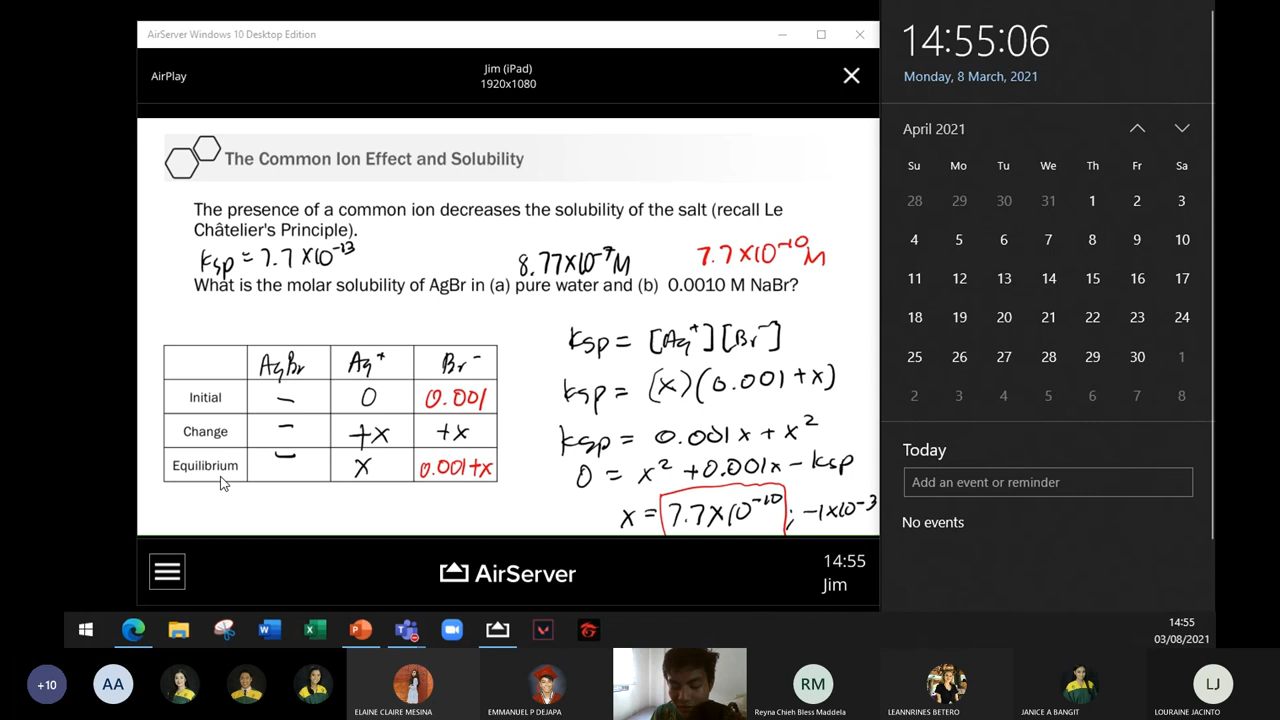 AirServer Windows 10 Desktop Edition
AirPlay
Jim (iPad)
1920x1080
The Common Ion Effect and Solubility
The presence of a common ion decreases the solubility of the salt (recall Le
Châtelier's Principle).
Ksp = 7.7 X10⁻¹³
8.77X10⁻⁷M
7.7 X10⁻¹⁰M
What is the molar solubility of AgBr in (a) pure water and (b) 0.0010 M NaBr?
AgBr Ag⁺ Br⁻
Initial - 0 0.001
Change - +x +x
Equilibrium - x 0.001+x
Ksp = [Ag⁺][Br⁻]
Ksp = (x)(0.001+x)
Ksp = 0.001x + x²
0 = x² +0.001x - Ksp
x = 7.7X10⁻¹⁰ ; -1x10⁻³
AirServer
14:55
Jim
14:55:06
Monday, 8 March, 2021
April 2021
Su Mo Tu We Th Fr Sa
28 29 30 31 1 2 3
4 5 6 7 8 9 10
11 12 13 14 15 16 17
18 19 20 21 22 23 24
25 26 27 28 29 30 1
2 3 4 5 6 7 8
Today
Add an event or reminder
No events
14:55
03/08/2021
+10
AA
ELAINE CLAIRE MESINA
EMMANUEL P DEJAPA
RM
Reyna Chieh Bless Maddela
LEANNRINES BETERO
JANICE A BANGIT
LJ
LOURAINE JACINTO